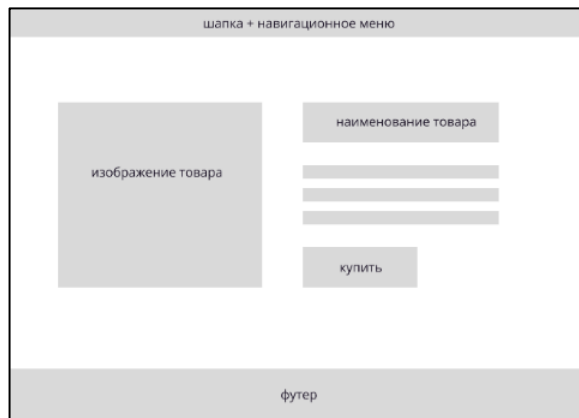 шапка + навигационное меню
наименование товара
изображение товара
купить
футер